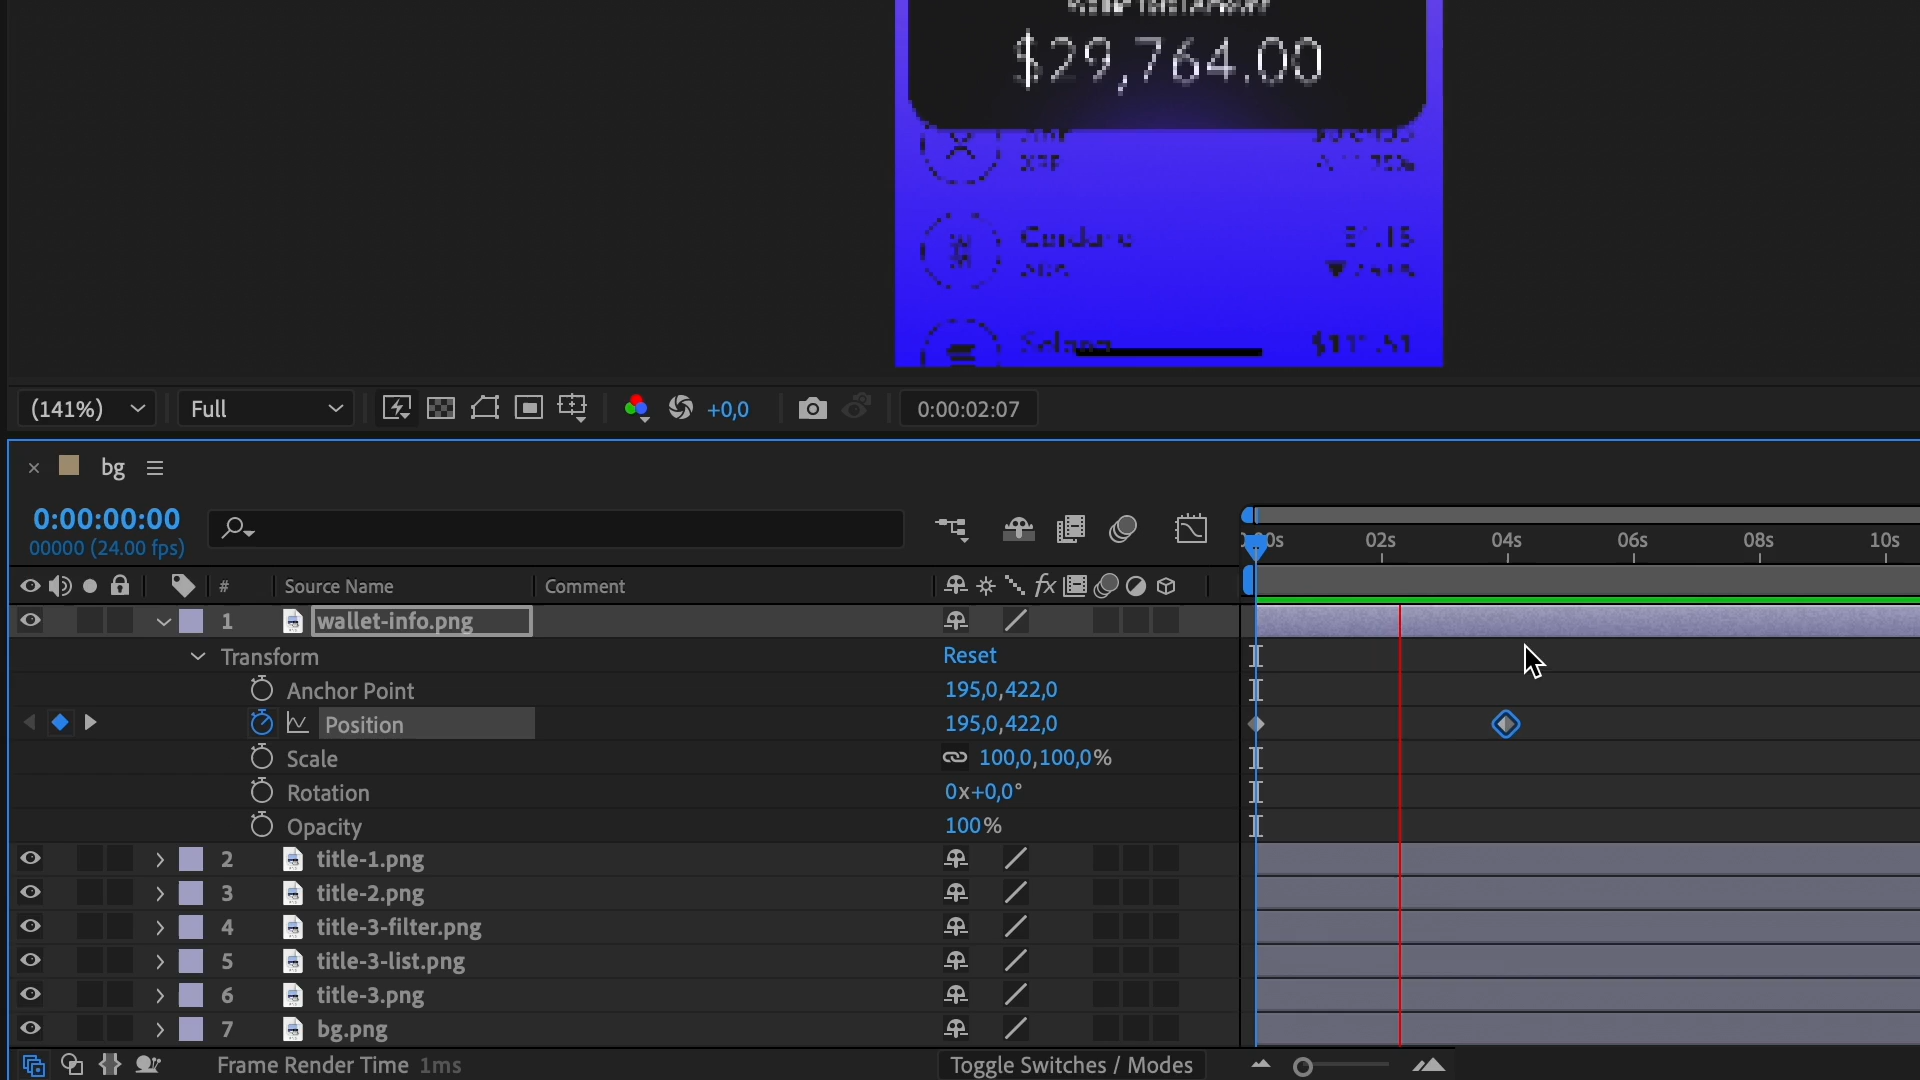 $29,764.00
Solana
(141%)
Full
+0,0
0:00:02:07
bg
0:00:00:00
00000 (24.00 fps)
02s
04s
06s
08s
10s
#
Source Name
Comment
fx
1
wallet-info.png
Transform
Reset
Anchor Point
195,0,422,0
Position
195,0,422,0
Scale
100,0,100,0%
Rotation
0x+0,0°
Opacity
100%
2
title-1.png
3
title-2.png
4
title-3-filter.png
5
title-3-list.png
6
title-3.png
7
bg.png
Frame Render Time 1ms
Toggle Switches / Modes